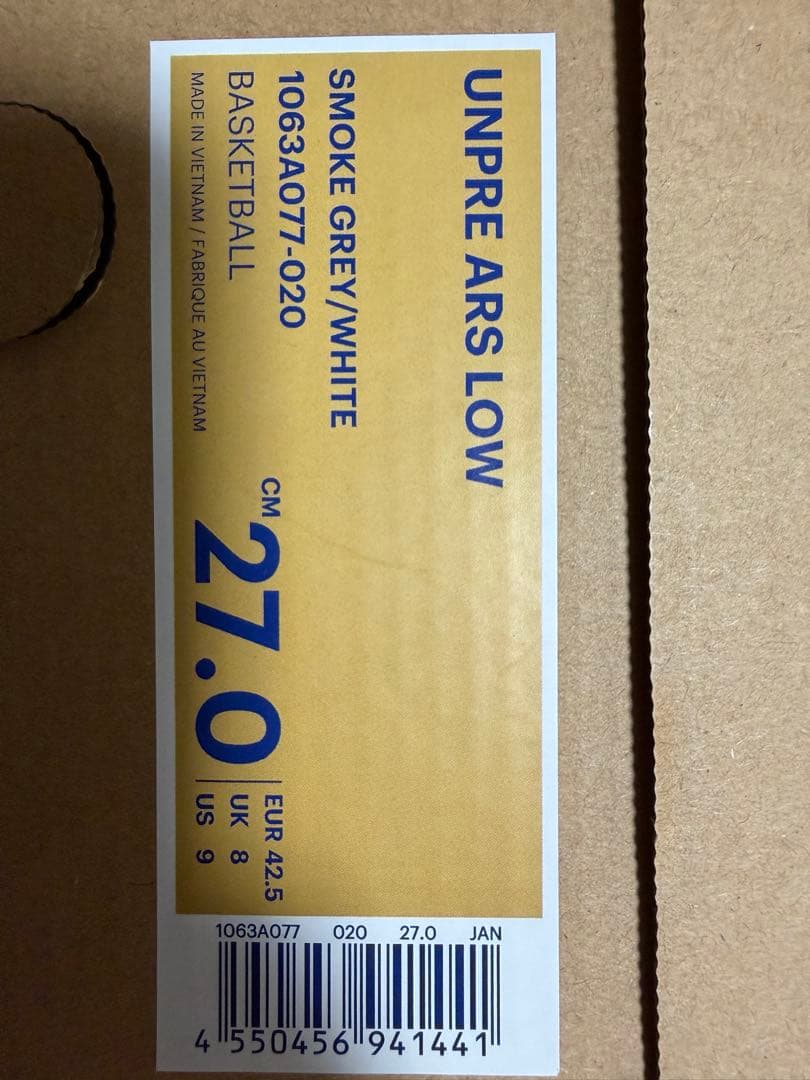 UNPRE ARS LOW
SMOKE GREY/WHITE
1063A077-020
BASKETBALL
MADE IN VIETNAM / FABRIQUE AU VIETNAM
CM 27.0
EUR 42.5
UK 8
US 9
1063A077 020 27.0 JAN
4 550456 941441